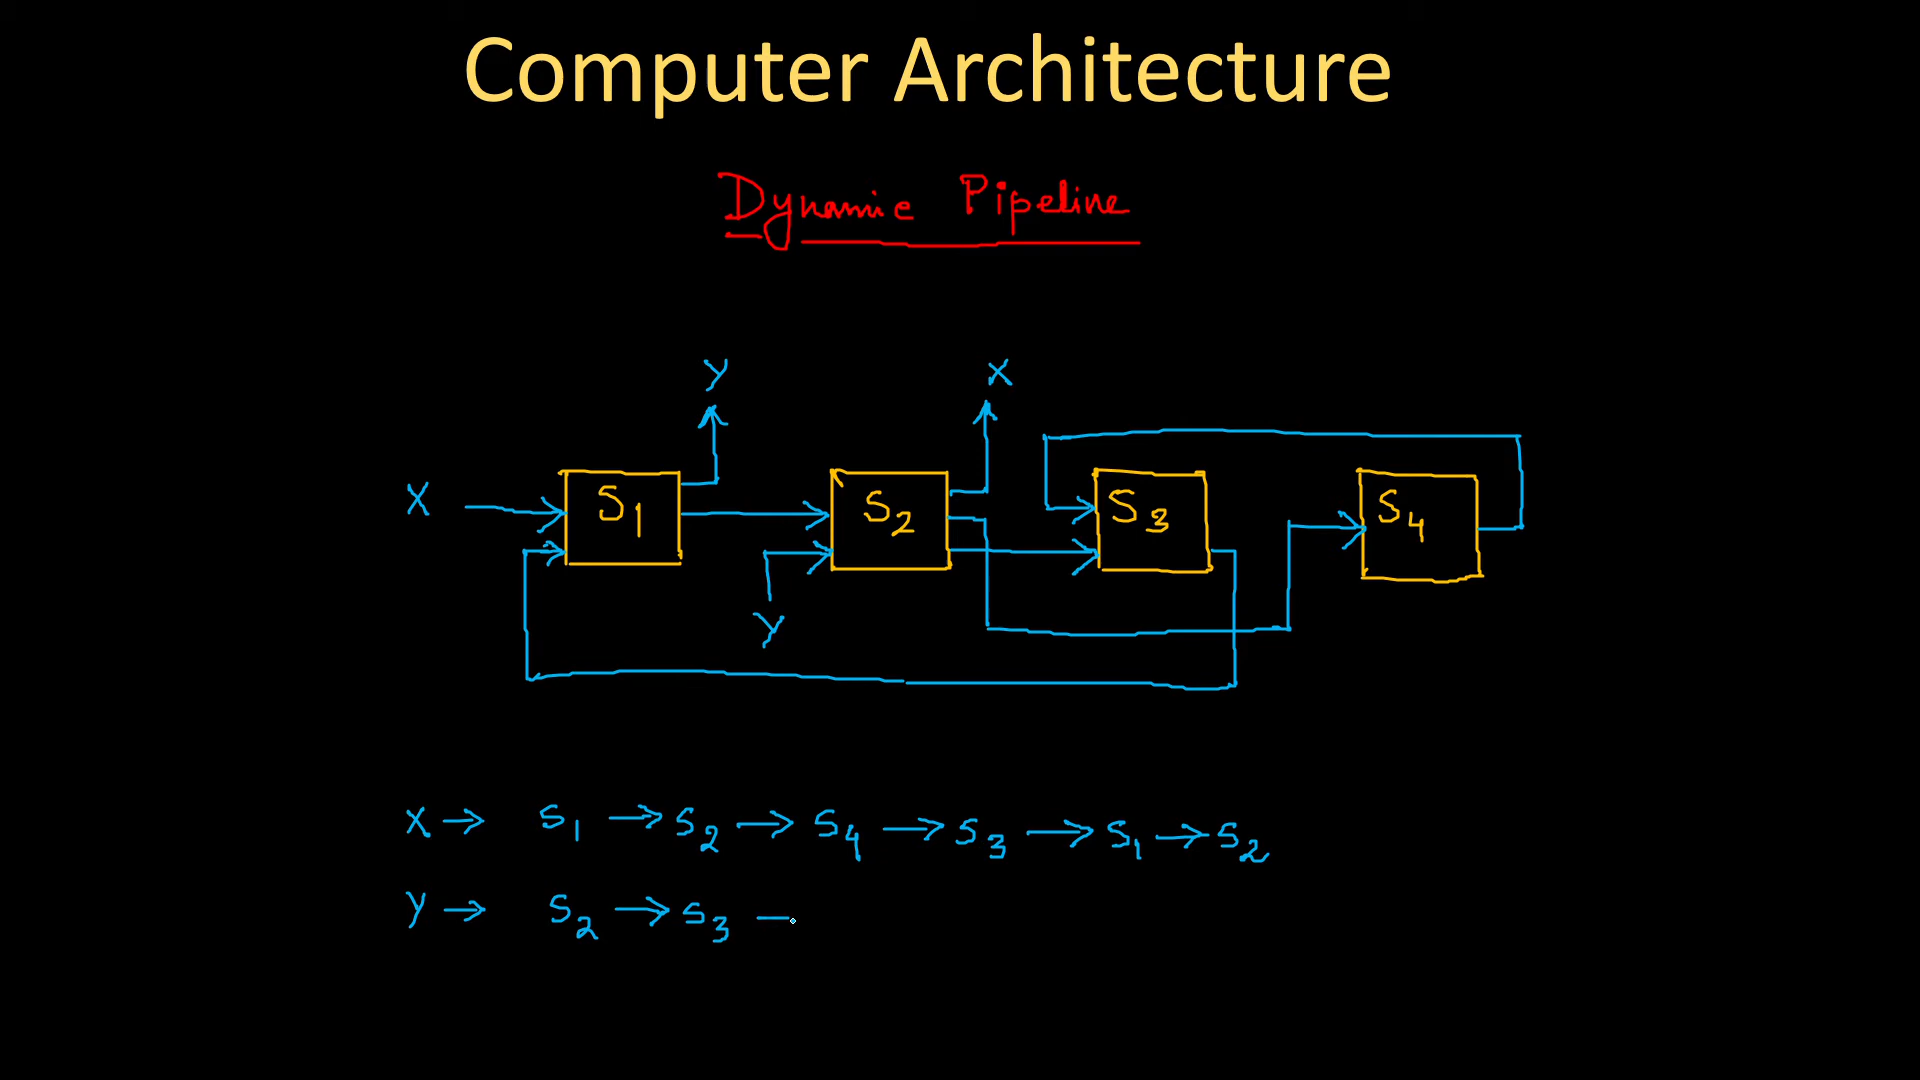 Computer Architecture
Dynamic Pipeline
Y X
X S1 S2 S3 S4
Y
X → S1 → S2 → S4 → S3 → S1 → S2
Y → S2 → S3 —